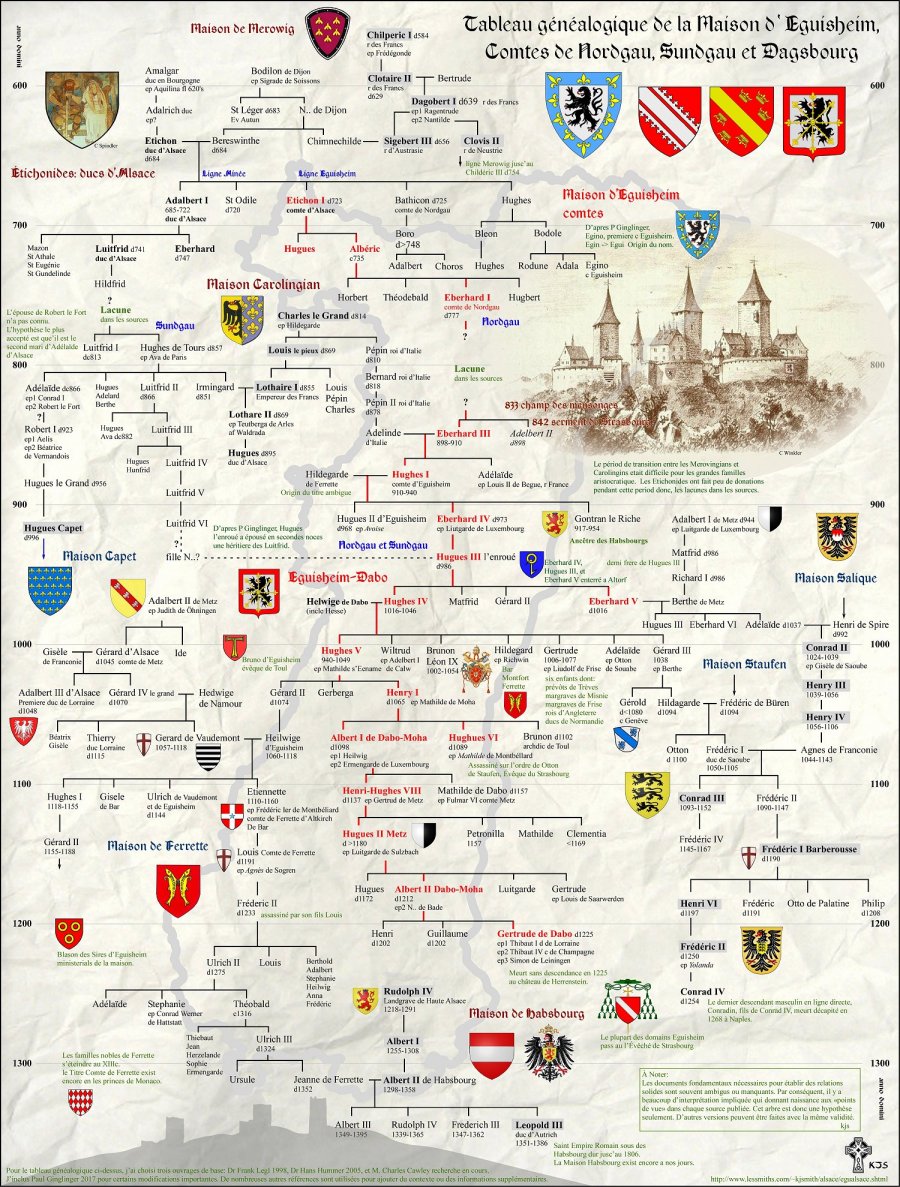 Tableau généalogique de la Maison d'Eguisheim,
Comtes de Nordgau, Sundgau et Dagsbourg
anno domini
Maison de Merowig
Chilperic I d584
r des Francs
ep Frédégonde
Clotaire II
r des Francs
d629
Bertrude
Dagobert I d639 r des Francs
ep1 Ragentrude
ep2 Nantilde
600
Amalgar
duc en Bourgogne
ep Aquilina fl 620's
Adalrich duc
ep?
Etichon
duc d'Alsace
d684
C Spindler
Bodilon de Dijon
ep Sigrade de Soissons
St Léger d683
Ev Autun
N.. de Dijon
Bereswinthe
d684
Chimnechilde
Sigebert III d656
r d'Austrasie
Clovis II
r de Neustrie
ligne Merowig jusc'au
Childéric III d754
600
Étichonides: ducs d'Alsace
Ligne Aînée
Ligne Eguisheim
Adalbert I
685-722
duc d'Alsace
St Odile
d720
Etichon I d723
comte d'Alsace
Bathicon d725
comte de Nordgau
Hughes
Maison d'Eguisheim
comtes
D'apres P Ginglinger,
Egino, premiere c Eguisheim.
Egin -> Egui Origin du nom.
700
700
Mazon
St Athale
St Eugénie
St Gundelinde
Luitfrid d741
duc d'Alsace
Eberhard
d747
Hugues
Albéric
c735
Boro
d>748
Bleon
Bodole
Adalbert
Choros
Hughes
Rodune
Adala
Egino
c Eguisheim
Hildfrid
?
Lacune
dans les sources
Maison Carolingian
Horbert
Théodebald
Eberhard I
comte de Nordgau
d777
Hugbert
Nordgau
?
L'épouse de Robert le Fort
n'a pas connu.
L'hypothèse le plus
accepté est que'il est le
second mari d'Adélaïde
d'Alsace
Sundgau
Luitfrid I
dc813
Hughes de Tours d857
ep Ava de Paris
Charles le Grand d814
ep Hildegarde
Louis le pieux d869
Pépin roi d'Italie
d810
Bernard roi d'Italie
d818
Pépin II roi d'Italie
d878
Lacune
dans les sources
?
800
800
Adélaïde dc866
ep1 Conrad I
ep2 Robert le Fort
?
Hugues
Adelard
Berthe
Luitfrid II
d866
Irmingard
d851
Lothaire I d855
Empereur des Francs
Louis
Pépin
Charles
Lothare II d869
ep Teutberga de Arles
af Waldrada
Hugues d895
duc d'Alsace
833 champ des mensonges
842 serment de Strasbourg
C Winkler
Robert I d923
ep1 Aelis
ep2 Béatrice
de Vermandois
Hugues
Ava dc882
Luitfrid III
Hugues
Hunfrid
Luitfrid IV
Luitfrid V
Luitfrid VI
?
fille N..?
Adelinde
d'Italie
Eberhard III
898-910
Adelbert II
d898
Hildegarde
de Ferrette
Origin du titre ambigue
Hughes I
comte d'Eguisheim
910-940
Adélaïde
ep Louis II de Begue, r France
Le périod de transition entre les Merovingians et
Carolingins etait difficile pour les grandes familles
aristocratique. Les Etichonides ont fait peu de donations
pendant cette période donc, les lacunes dans les sources.
Hugues le Grand d956
900
900
Hugues Capet
d996
D'apres P Ginglinger, Hugues
l'enroué a épousé en secondes noces
une héritiere des Luitfrid.
Hugues II d'Eguisheim
d968 ep Avoise
Nordgau et Sundgau
Eberhard IV d973
ep Liutgarde de Luxembourg
Gontran le Riche
917-954
Ancêtre des Habsbourgs
Adalbert I de Metz d944
ep Luitgarde de Luxembourg
Matfrid d986
demi frere de Hugues III
Richard I d986
Hugues III l'enroué
d986
Eberhard IV,
Hugues III, et
Eberhard V enterré a Altorf
Maison Capet
Maison Salique
Eguisheim-Dabo
Adalbert II de Metz
ep Judith de Öhningen
Helwige de Dabo
(incle Hesse)
Hughes IV
1016-1046
Matfrid
Gérard II
Eberhard V
d1016
Berthe de Metz
Hugues III
Eberhard VI
Adélaïde d1037
Henri de Spire
d992
1000
1000
Gisèle
de Franconie
Gérard d'Alsace
d1045 comte de Metz
Ide
Bruno d'Eguisheim
evêque de Toul
Hughes V
940-1049
ep Mathilde s'Ename
Wiltrud
ep Adelbert I
de Calw
Brunon
Léon IX
1002-1054
Hildegard
ep Richwin
Bar
Montfort
Ferrette
Gertrude
1006-1077
ep Liudolf de Frise
six enfants dont:
prévôts de Trèves
margraves de Misnie
margraves de Frise
rois d'Angleterre
ducs de Normandie
Adélaïde
ep Otton
de Souabe
Gérard III
1038
ep Berthe
Maison Staufen
Conrad II
1024-1039
ep Gisèle de Saoube
Henry III
1039-1056
Henry IV
1056-1106
Adalbert III d'Alsace
Premiere duc de Lorraine
d1048
Gérard IV le grand
d1070
Hedwige
de Namour
Gérard II
d1074
Gerberga
Henry I
d1065
ep Mathilde de Moha
Gérold
d<1080
c Genève
Hildegarde
d1094
Frédéric de Büren
d1094
Béatrix
Gisèle
Thierry
duc Lorraine
d1115
Gerard de Vaudemont
1057-1118
Heilwige
d'Eguisheim
1060-1118
Albert I de Dabo-Moha
d1098
ep1 Heilwig
ep2 Ermengarde de Luxembourg
Hughues VI
d1089
ep Mathilde de Montbéllard
Brunon d1102
archdic de Toul
Assassiné sur l'ordre de Otton
de Staufen, Évêque du Strasbourg
Otton
d 1100
Frédéric I
duc de Saoube
1050-1105
Agnes de Franconie
1044-1143
1100
1100
Hughs I
1118-1155
Gisele
de Bar
Ulrich de Vaudemont
et de Eguisheim
d1144
Etiennette
1110-1160
ep Frédéric Ier de Montbéliard
comte de Ferrette d'Altkirch
De Bar
Henri-Hughes VIII
d1137 ep Gertrud de Metz
Mathilde de Dabo d1157
ep Fulmar VI comte Metz
Conrad III
1093-1152
Frédéric II
1090-1147
Gérard II
1155-1188
Maison de Ferrette
Louis Comte de Ferrette
d1191
ep Agnes de Sogren
Hugues II Metz
d >1180
ep Luitgarde de Sulzbach
Petronilla
1157
Mathilde
Clementia
<1169
Frédéric IV
1145-1167
Frédéric I Barberousse
d1190
Fréderic II
d1233 assassiné par son fils Louis
Hugues
d1172
Albert II Dabo-Moha
d1212
ep2 N.. de Bade
Luitgarde
Gertrude
ep Louis de Saarwerden
Henri VI
d1197
Frédéric
d1191
Otto de Palatine
Philip
d1208
1200
1200
Blason des Sires d'Eguisheim
ministerials de la maison.
Henri
d1202
Guillaume
d1202
Gertrude de Dabo d1225
ep1 Thibaut I d de Lorraine
ep2 Thibaut IV c de Champagne
ep3 Simon de Leiningen
Meurt sans descendance en 1225
au château de Herrenstein.
Frédéric II
d1250
ep Yolanda
Conrad IV
d1254
Le dernier descendant masculin en ligne directe,
Conradin, fils de Conrad IV, meurt décapité en
1268 à Naples.
Ulrich II
d1275
Louis
Berthold
Adalbert
Stephanie
Heilwig
Anna
Frédéric
Adélaïde
Stephanie
ep Conrad Werner
de Hattstatt
Théobald
c1316
Rudolph IV
Landgrave de Haute Alsace
1218-1291
Maison de Habsbourg
Le plupart des domains Eguisheim
pass au l'Évêché de Strasbourg
Thiebaut
Jean
Herzelande
Sophie
Ermengarde
Ulrich III
d1324
Albert I
1255-1308
1300
1300
Les familles nobles de Ferrette
s'éteindre au XIIIc.
le Titre Comte de Ferrette exist
encore en les princes de Monaco.
Ursule
Jeanne de Ferrette
d1352
Albert II de Habsbourg
1298-1358
À Noter:
Les documents fondamentaux nécessaires pour établir des relations
solides sont souvent ambigus ou manquants. Par conséquent, il y a
beaucoup d'interprétation impliquée qui donnant naissance aux «points
de vue» dans chaque source publiée. Cet arbre est donc une hypothèse
seulement. D'autres versions peuvent être faites avec la même validité.
kjs
anno domini
Albert III
1349-1395
Rudolph IV
1339-1365
Frederich III
1347-1362
Leopold III
duc d'Autrich
1351-1386
Saint Empire Romain sous des
Habsbourg dur jusc'au 1806.
La Maison Habsbourg exist encore a nos jours.
KJS
Pour le tableau généalogique ci-dessus, j'ai choisi trois ouvrages de base: Dr Frank Legl 1998, Dr Hans Hummer 2005, et M. Charles Cawley recherche en cours.
J'inclus Paul Ginglinger 2017 pour certains modifications importantes. De nombreuses autres références sont utilisées pour ajouter du contexte ou des informations supplémentaires.
http://www.lessmiths.com/~kjsmith/alsace/egualsace.shtml